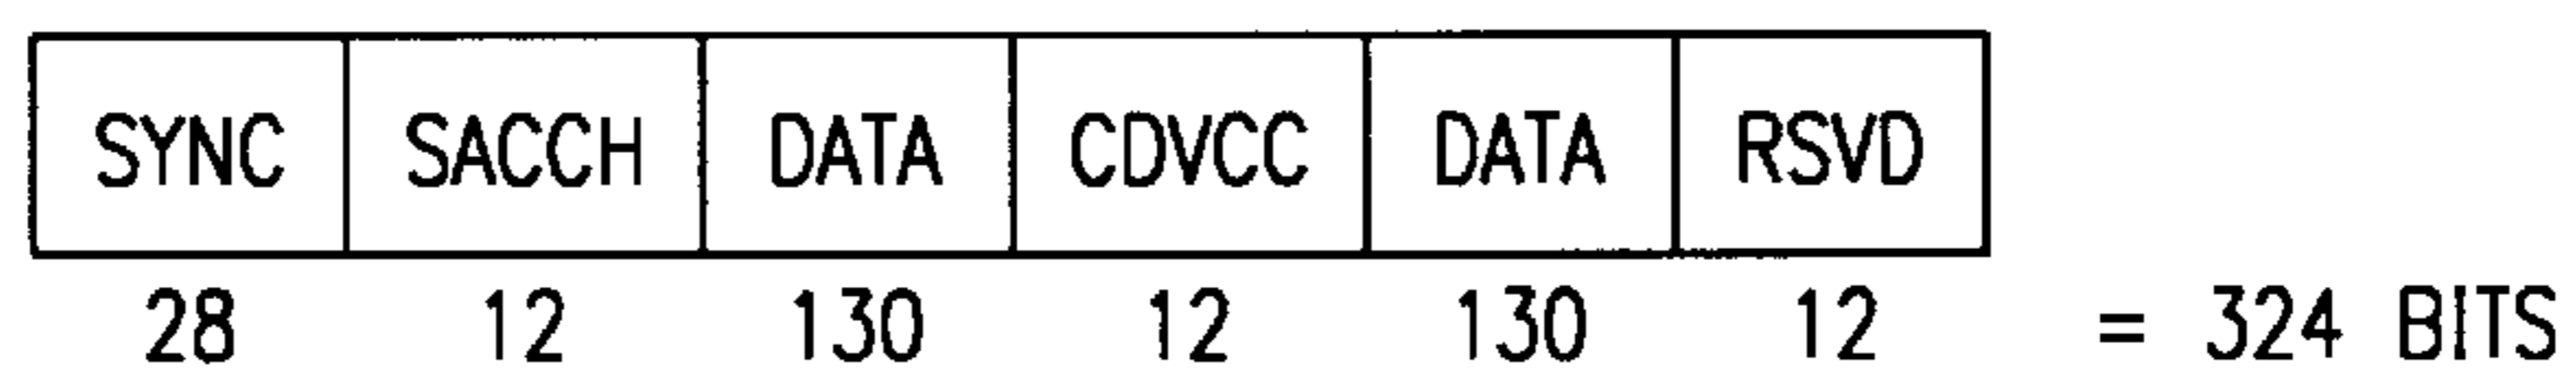 SYNC SACCH DATA CDVCC DATA RSVD
28 12 130 12 130 12 = 324 BITS